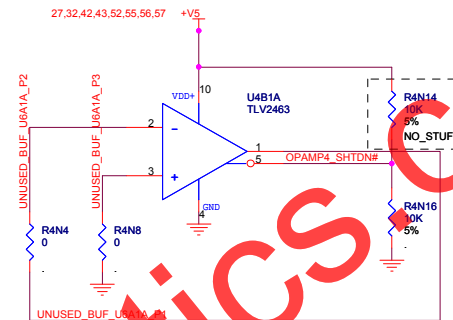 27,32,42,43,52,55,56,57 +V5
UNUSED_BUF_U6A1A_P2
UNUSED_BUF_U6A1A_P3
VDD+
10
U4B1A
TLV2463
R4N14
10K
5%
NO_STUF
2
-
1
5
OPAMP4_SHTDN#
3
+
GND
4
R4N4
0
R4N8
0
R4N16
10K
5%
UNUSED_BUF_U6A1A_P1